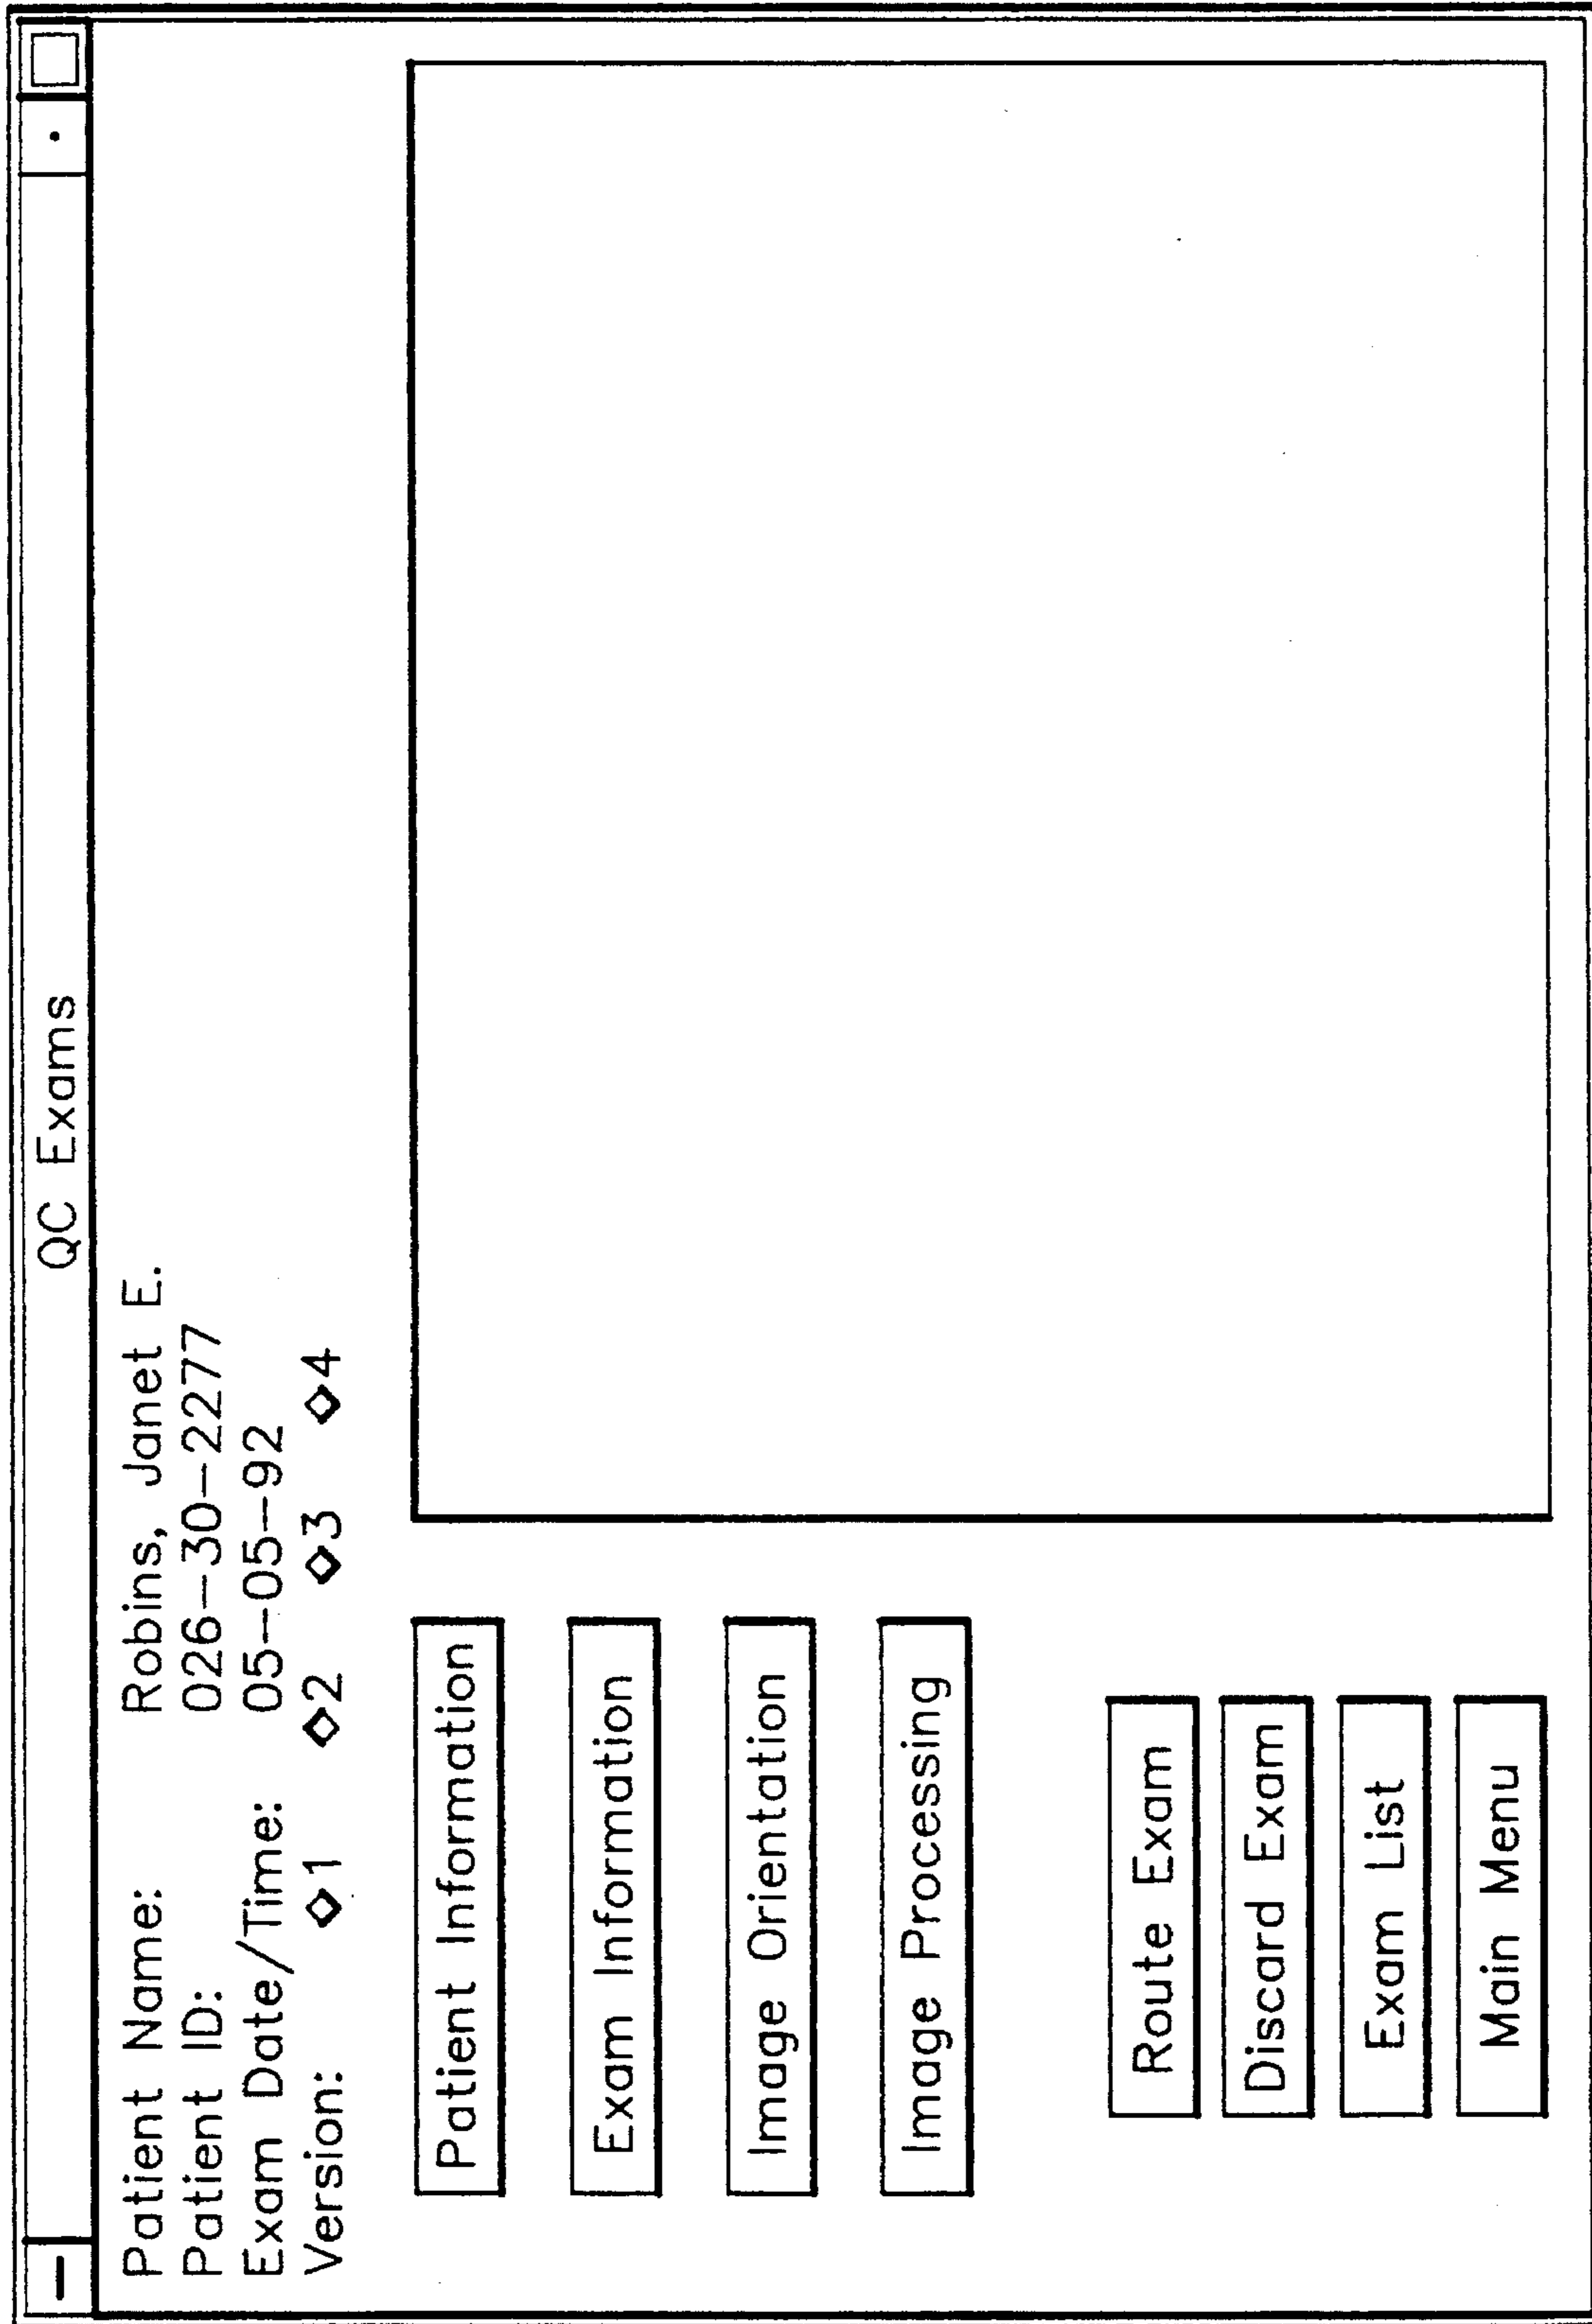 QC Exams
Patient Name: Robins, Janet E.
Patient ID: 026-30-2277
Exam Date/Time: 05-05-92
Version: ◇1 ◇2 ◇3 ◇4
Patient Information
Exam Information
Image Orientation
Image Processing
Route Exam
Discard Exam
Exam List
Main Menu